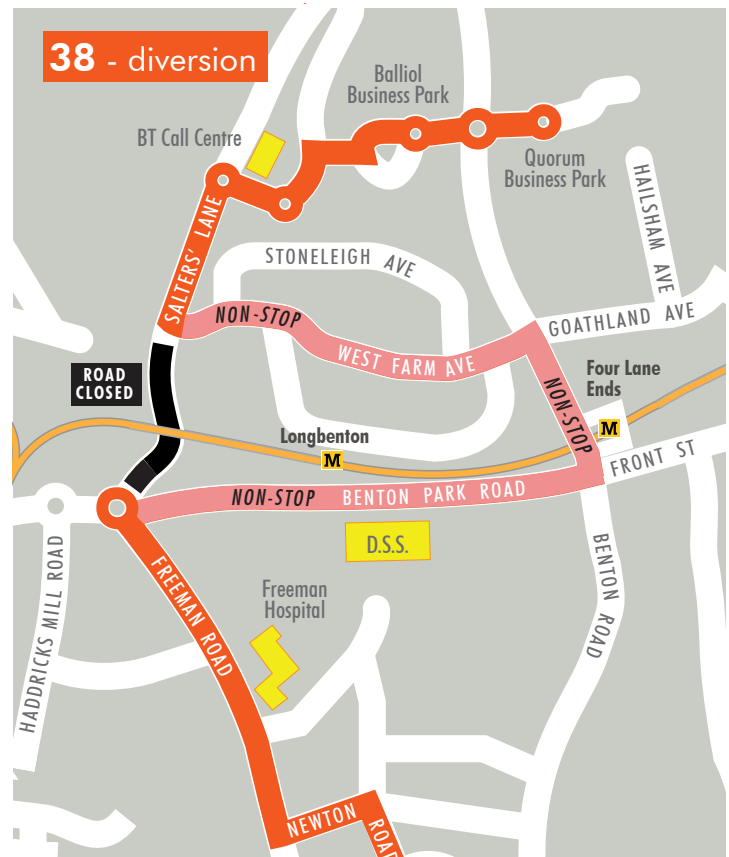 38 - diversion
Balliol
Business Park
BT Call Centre
Quorum
Business Park
HAILSHAM AVE
SALTERS' LANE
STONELEIGH AVE
NON-STOP
GOATHLAND AVE
WEST FARM AVE
ROAD
CLOSED
Four Lane
Ends
NON-STOP
M
Longbenton
M
FRONT ST
NON-STOP BENTON PARK ROAD
D.S.S.
HADDRICKS MILL ROAD
FREEMAN ROAD
BENTON ROAD
Freeman
Hospital
NEWTON ROAD